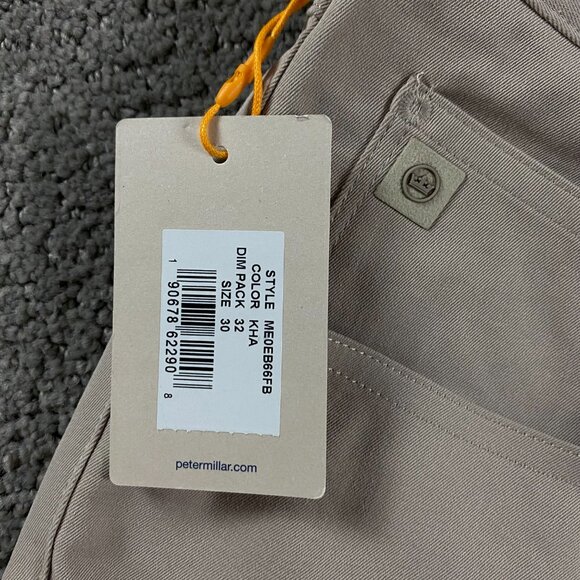 STYLE ME0EB66FB
COLOR KHA
DIM PACK 32
SIZE 30
1 90678 62290 8
petermillar.com